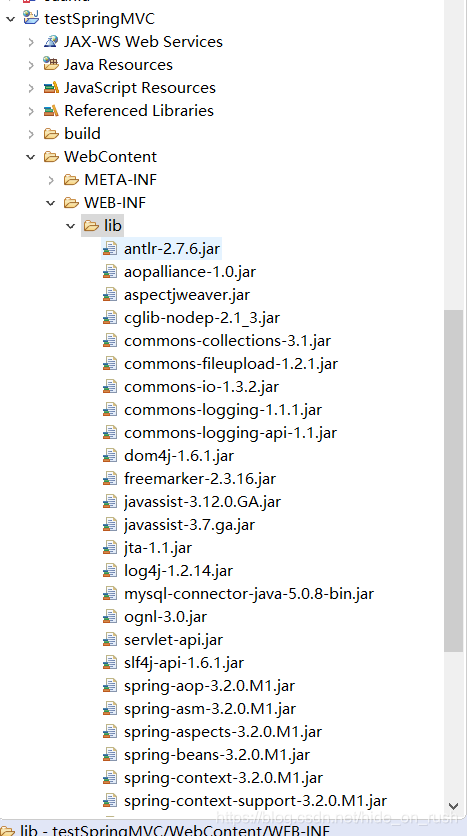 testSpringMVC
JAX-WS Web Services
Java Resources
JavaScript Resources
Referenced Libraries
build
WebContent
META-INF
WEB-INF
lib
antlr-2.7.6.jar
aopalliance-1.0.jar
aspectjweaver.jar
cglib-nodep-2.1_3.jar
commons-collections-3.1.jar
commons-fileupload-1.2.1.jar
commons-io-1.3.2.jar
commons-logging-1.1.1.jar
commons-logging-api-1.1.jar
dom4j-1.6.1.jar
freemarker-2.3.16.jar
javassist-3.12.0.GA.jar
javassist-3.7.ga.jar
jta-1.1.jar
log4j-1.2.14.jar
mysql-connector-java-5.0.8-bin.jar
ognl-3.0.jar
servlet-api.jar
slf4j-api-1.6.1.jar
spring-aop-3.2.0.M1.jar
spring-asm-3.2.0.M1.jar
spring-aspects-3.2.0.M1.jar
spring-beans-3.2.0.M1.jar
spring-context-3.2.0.M1.jar
spring-context-support-3.2.0.M1.jar
https://blog.csdn.net/hide_on_rush
lib - testSpringMVC/WebContent/WEB-INF